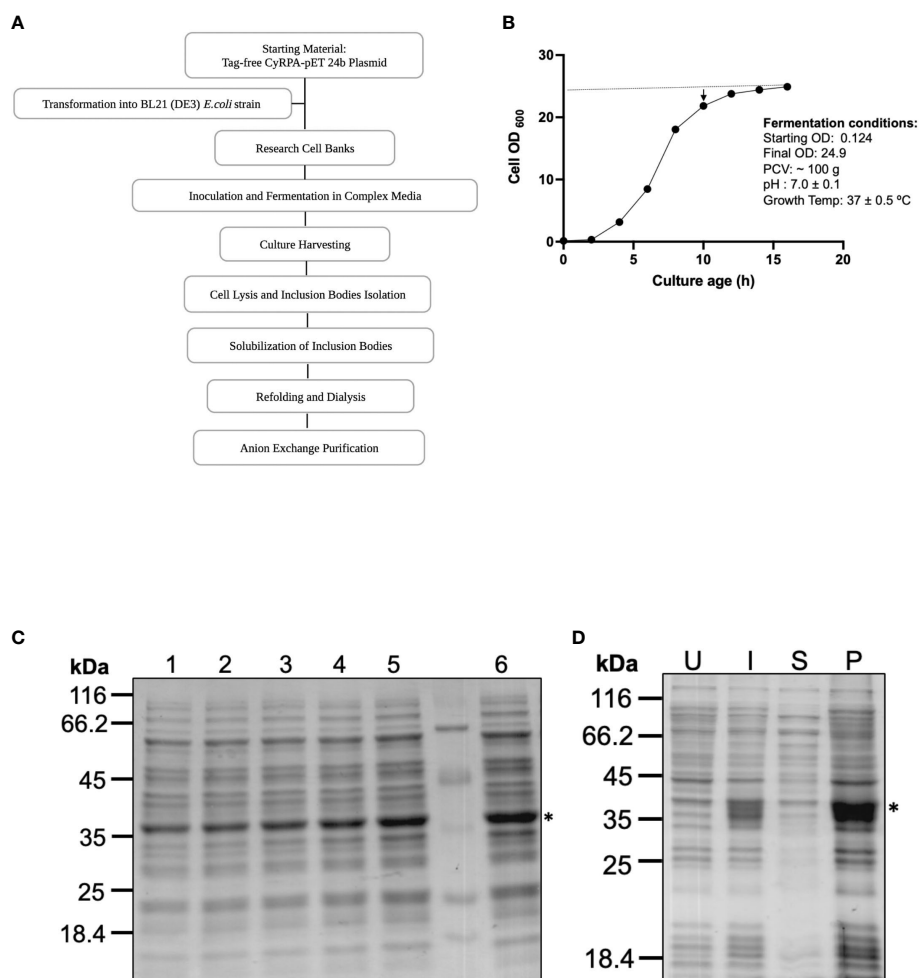 A
Starting Material:
Tag-free CyRPA-pET 24b Plasmid
Transformation into BL21 (DE3) E.coli strain
Research Cell Banks
Inoculation and Fermentation in Complex Media
Culture Harvesting
Cell Lysis and Inclusion Bodies Isolation
Solubilization of Inclusion Bodies
Refolding and Dialysis
Anion Exchange Purification
B
30
20
10
0
Cell OD 600
0 5 10 15 20
Culture age (h)
Fermentation conditions:
Starting OD: 0.124
Final OD: 24.9
PCV: ~ 100 g
pH : 7.0 ± 0.1
Growth Temp: 37 ± 0.5 ºC
C
kDa 1 2 3 4 5 6
116
66.2
45
35
25
18.4
*
D
kDa U I S P
116
66.2
45
35
25
18.4
*